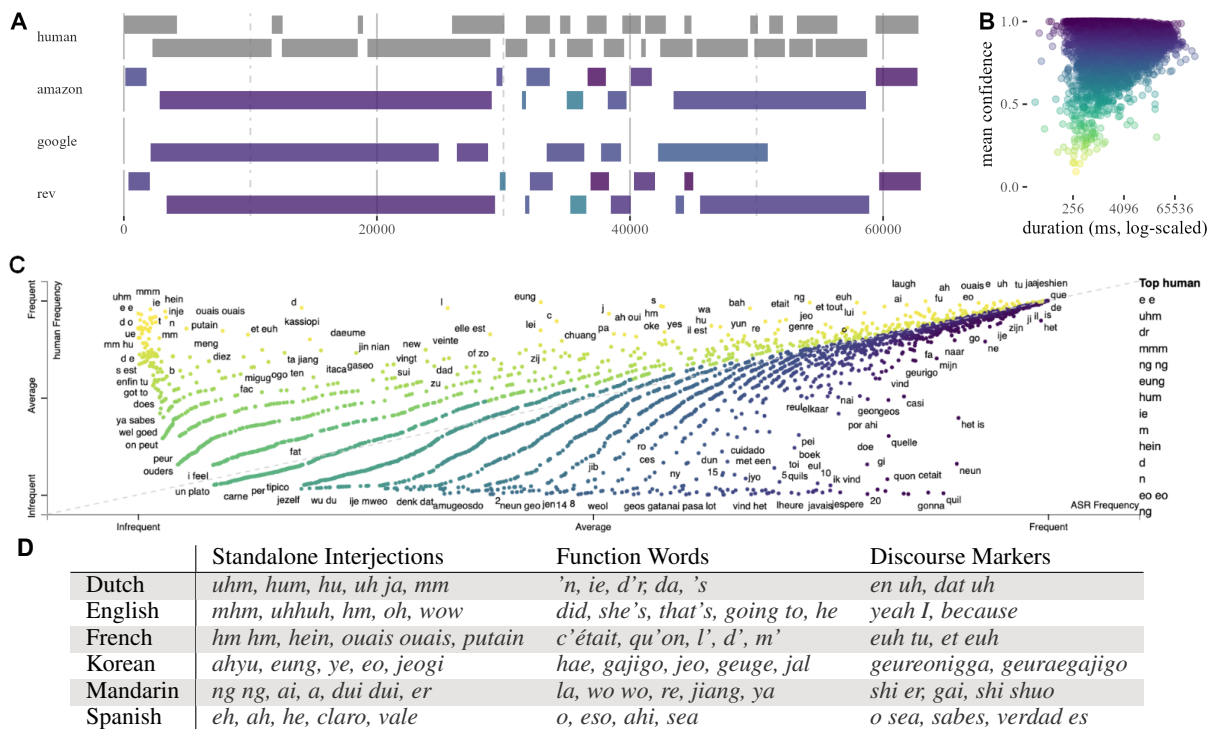 A
human
amazon
google
rev
0 20000 40000 60000
B
mean confidence
1.0
0.5
0.0
256 4096 65536
duration (ms, log-scaled)
C
human Frequency
Frequent
Average
Infrequent
uhm mmm
e e ie hein
inje ouais ouais d l eung c j s wa bah etait ng euh laugh ai fu ah ouais e uh tu
d o t n putain et euh kassiopi lei chuang pa ah oui hm oke yes hu il est yun re genre jeo et tout lui o eo que de
ue mm meng diez daeume jin nian new veinte elle est of zo zij ji il is het
mm hu
d e b migug ogo ten ta jiang itaca gaseo vingt sui dad zu go ije zijn ne
s est fac fa naar mijn
enfin tu geurigo
got to vind
does nai casi
ya sabes reul elkaar geon geos
wel goed por ahi het is
on peut fat ro cuidado pei doe quelle
peur ces dun met een boek gi
ouders i feel jib ny 15 jyo toi eul neun
un plato carne per tipico 5 quils 10 ik vind quon cetait
jezelf wu du ije mweo denk dat amugeosdo 2 neun geo jen 14 8 weol geos gatanai pasa lot vind het lheure javais jespere 20 gonna quil
ASR Frequency
Infrequent Average Frequent
Top human
e e
uhm
dr
mmm
ng ng
eung
hum
ie
m
hein
d
n
eo eo
ng
D
Standalone Interjections Function Words Discourse Markers
Dutch uhm, hum, hu, uh ja, mm 'n, ie, d'r, da, 's en uh, dat uh
English mhm, uhhuh, hm, oh, wow did, she's, that's, going to, he yeah I, because
French hm hm, hein, ouais ouais, putain c'était, qu'on, l', d', m' euh tu, et euh
Korean ahyu, eung, ye, eo, jeogi hae, gajigo, jeo, geuge, jal geureonigga, geuraegajigo
Mandarin ng ng, ai, a, dui dui, er la, wo wo, re, jiang, ya shi er, gai, shi shuo
Spanish eh, ah, he, claro, vale o, eso, ahi, sea o sea, sabes, verdad es